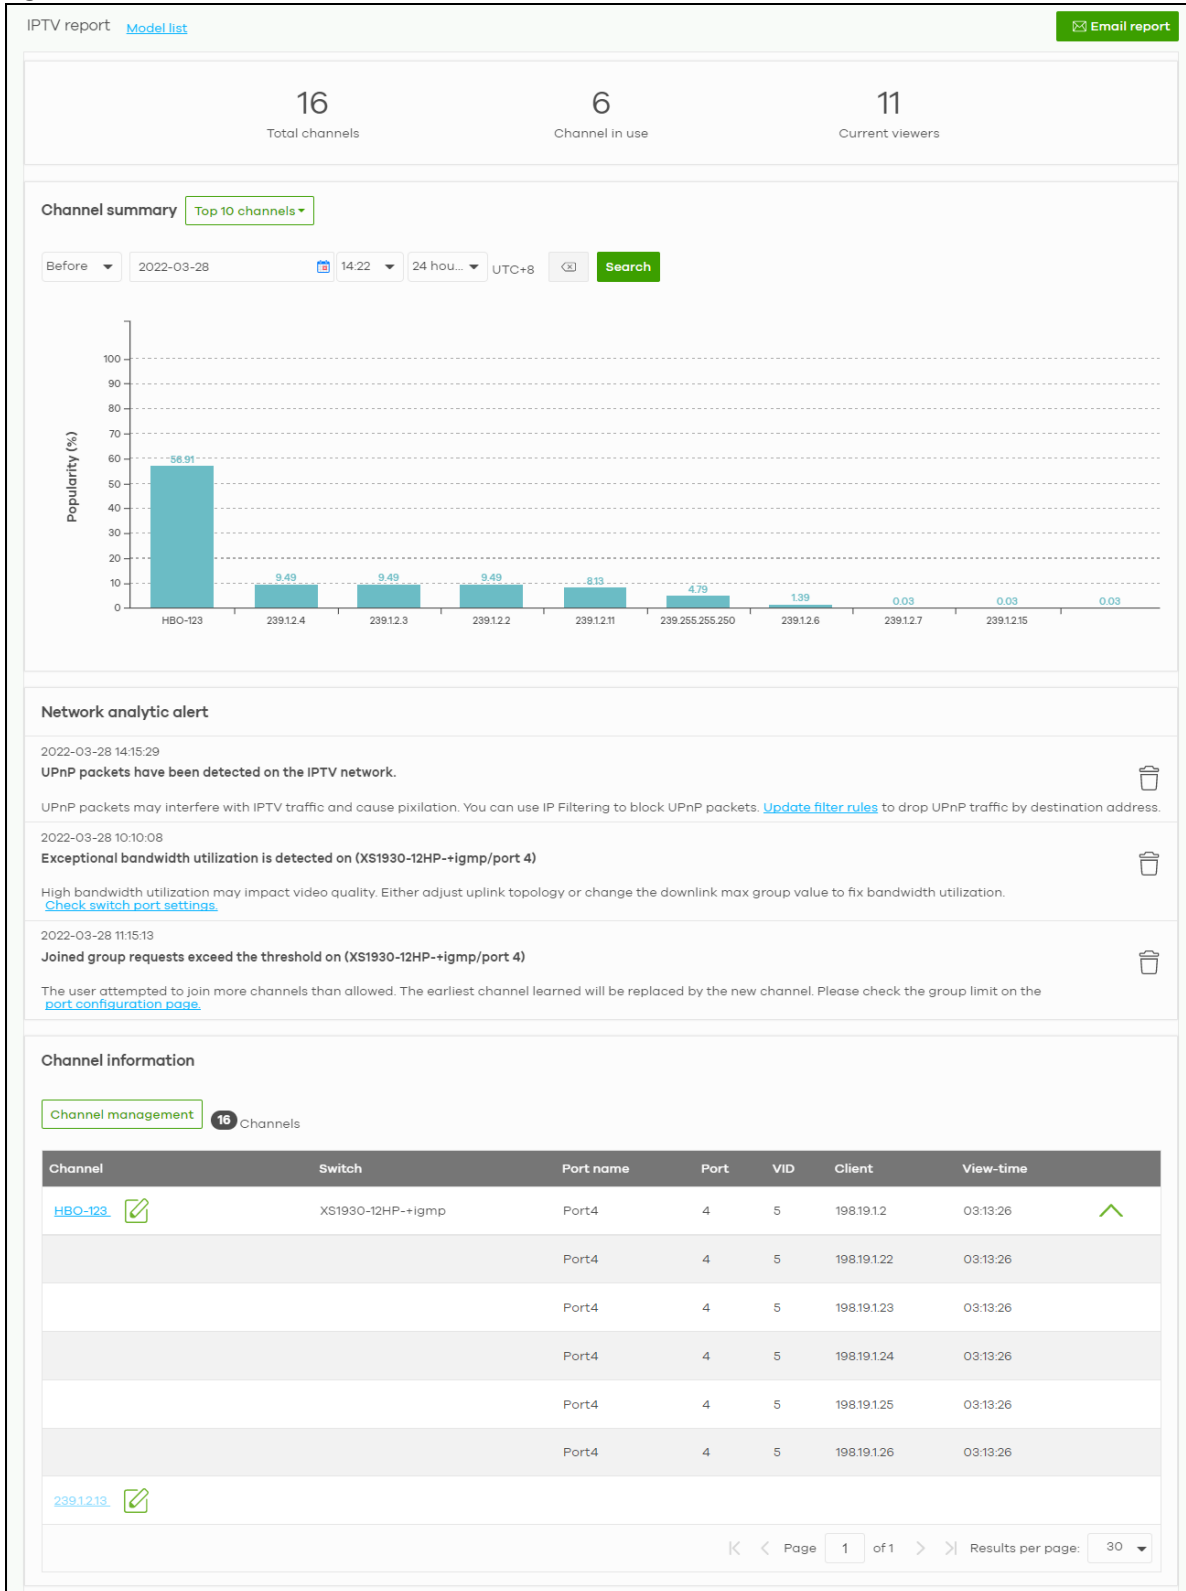 IPTV report Model list Email report
16 6 11
Total channels Channel in use Current viewers
Channel summary Top 10 channels
Before 2022-03-28 14:22 24 hou... UTC+8 Search
Popularity (%)
100
90
80
70
60
50
40
30
20
10
0
56.91 9.49 9.49 9.49 8.13 4.79 1.39 0.03 0.03 0.03
HBO-123 239.1.2.4 239.1.2.3 239.1.2.2 239.1.2.11 239.255.255.250 239.1.2.6 239.1.2.7 239.1.2.15
Network analytic alert
2022-03-28 14:15:29
UPnP packets have been detected on the IPTV network.
UPnP packets may interfere with IPTV traffic and cause pixilation. You can use IP Filtering to block UPnP packets. Update filter rules to drop UPnP traffic by destination address.
2022-03-28 10:10:08
Exceptional bandwidth utilization is detected on (XS1930-12HP-+igmp/port 4)
High bandwidth utilization may impact video quality. Either adjust uplink topology or change the downlink max group value to fix bandwidth utilization.
Check switch port settings.
2022-03-28 11:15:13
Joined group requests exceed the threshold on (XS1930-12HP-+igmp/port 4)
The user attempted to join more channels than allowed. The earliest channel learned will be replaced by the new channel. Please check the group limit on the
port configuration page.
Channel information
Channel management 16 Channels
Channel Switch Port name Port VID Client View-time
HBO-123 XS1930-12HP-+igmp Port4 4 5 198.19.1.2 03:13:26
Port4 4 5 198.19.1.22 03:13:26
Port4 4 5 198.19.1.23 03:13:26
Port4 4 5 198.19.1.24 03:13:26
Port4 4 5 198.19.1.25 03:13:26
Port4 4 5 198.19.1.26 03:13:26
239.1.2.13
Page 1 of 1 Results per page: 30